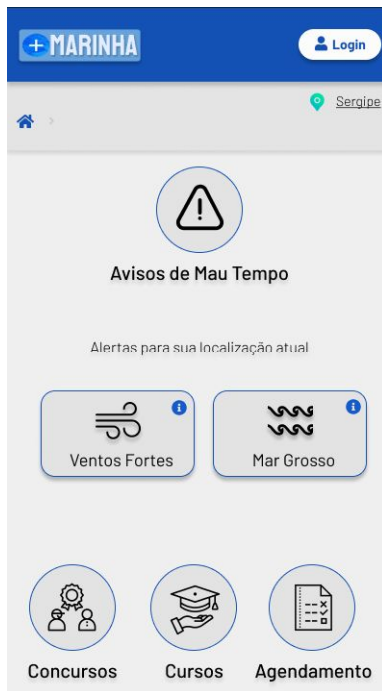 MARINHA
Login
Sergipe
Avisos de Mau Tempo
Alertas para sua localização atual
Ventos Fortes
Mar Grosso
Concursos
Cursos
Agendamento